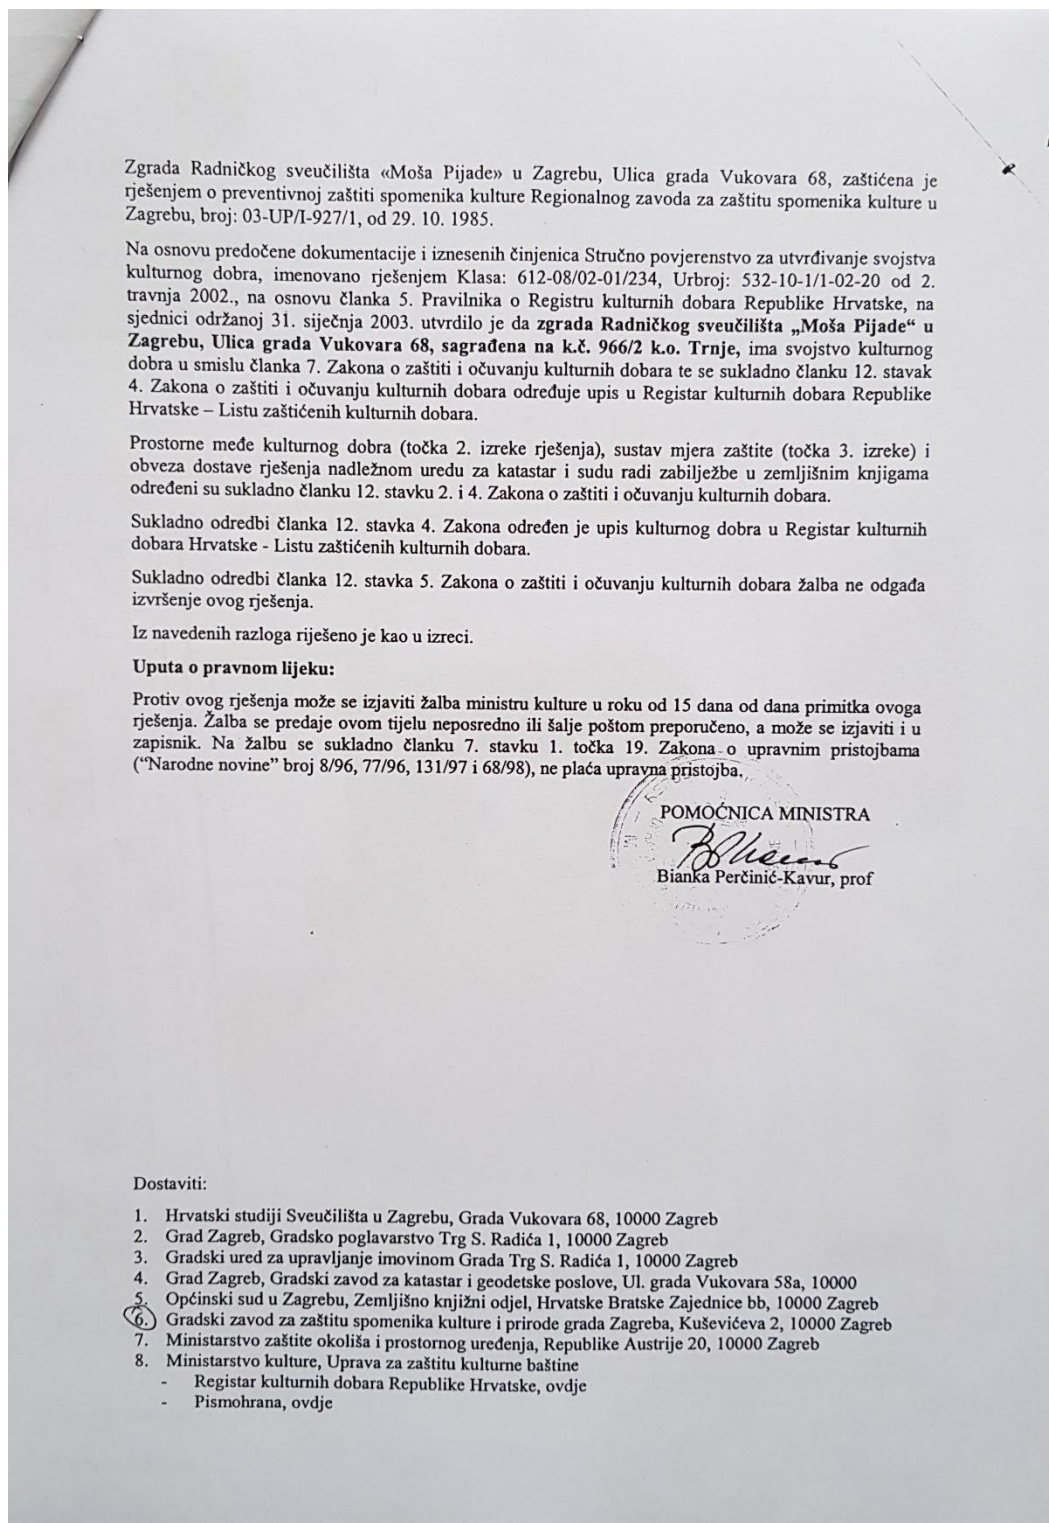 Zgrada Radničkog sveučilišta «Moša Pijade» u Zagrebu, Ulica grada Vukovara 68, zaštićena je
rješenjem o preventivnoj zaštiti spomenika kulture Regionalnog zavoda za zaštitu spomenika kulture u
Zagrebu, broj: 03-UP/I-927/1, od 29. 10. 1985.
Na osnovu predočene dokumentacije i iznesenih činjenica Stručno povjerenstvo za utvrđivanje svojstva
kulturnog dobra, imenovano rješenjem Klasa: 612-08/02-01/234, Urbroj: 532-10-1/1-02-20 od 2.
travnja 2002., na osnovu članka 5. Pravilnika o Registru kulturnih dobara Republike Hrvatske, na
sjednici održanoj 31. siječnja 2003. utvrdilo je da zgrada Radničkog sveučilišta „Moša Pijade“ u
Zagrebu, Ulica grada Vukovara 68, sagrađena na k.č. 966/2 k.o. Trnje, ima svojstvo kulturnog
dobra u smislu članka 7. Zakona o zaštiti i očuvanju kulturnih dobara te se sukladno članku 12. stavak
4. Zakona o zaštiti i očuvanju kulturnih dobara određuje upis u Registar kulturnih dobara Republike
Hrvatske – Listu zaštićenih kulturnih dobara.
Prostorne međe kulturnog dobra (točka 2. izreke rješenja), sustav mjera zaštite (točka 3. izreke) i
obveza dostave rješenja nadležnom uredu za katastar i sudu radi zabilježbe u zemljišnim knjigama
određeni su sukladno članku 12. stavku 2. i 4. Zakona o zaštiti i očuvanju kulturnih dobara.
Sukladno odredbi članka 12. stavka 4. Zakona određen je upis kulturnog dobra u Registar kulturnih
dobara Hrvatske - Listu zaštićenih kulturnih dobara.
Sukladno odredbi članka 12. stavka 5. Zakona o zaštiti i očuvanju kulturnih dobara žalba ne odgađa
izvršenje ovog rješenja.
Iz navedenih razloga riješeno je kao u izreci.
Uputa o pravnom lijeku:
Protiv ovog rješenja može se izjaviti žalba ministru kulture u roku od 15 dana od dana primitka ovoga
rješenja. Žalba se predaje ovom tijelu neposredno ili šalje poštom preporučeno, a može se izjaviti i u
zapisnik. Na žalbu se sukladno članku 7. stavku 1. točka 19. Zakona o upravnim pristojbama
(“Narodne novine” broj 8/96, 77/96, 131/97 i 68/98), ne plaća upravna pristojba.
POMOĆNICA MINISTRA
Bianka Perčinić-Kavur, prof
Dostaviti:
1. Hrvatski studiji Sveučilišta u Zagrebu, Grada Vukovara 68, 10000 Zagreb
2. Grad Zagreb, Gradsko poglavarstvo Trg S. Radića 1, 10000 Zagreb
3. Gradski ured za upravljanje imovinom Grada Trg S. Radića 1, 10000 Zagreb
4. Grad Zagreb, Gradski zavod za katastar i geodetske poslove, Ul. grada Vukovara 58a, 10000
5. Općinski sud u Zagrebu, Zemljišno knjižni odjel, Hrvatske Bratske Zajednice bb, 10000 Zagreb
6. Gradski zavod za zaštitu spomenika kulture i prirode grada Zagreba, Kuševićeva 2, 10000 Zagreb
7. Ministarstvo zaštite okoliša i prostornog uređenja, Republike Austrije 20, 10000 Zagreb
8. Ministarstvo kulture, Uprava za zaštitu kulturne baštine
- Registar kulturnih dobara Republike Hrvatske, ovdje
- Pismohrana, ovdje